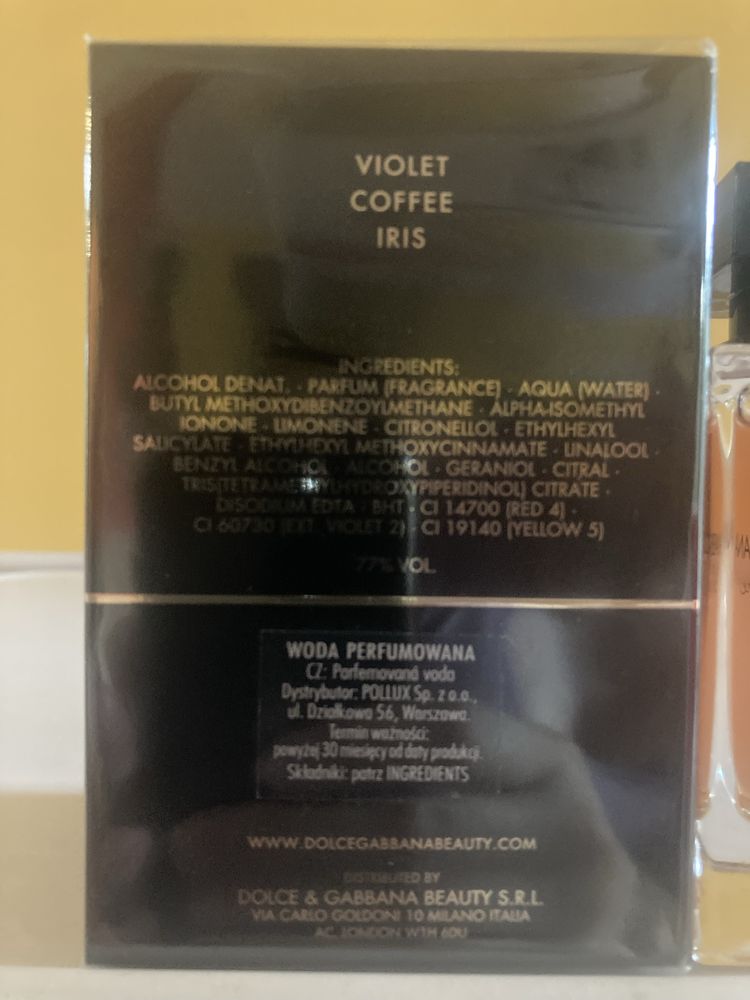 VIOLET
COFFEE
IRIS
INGREDIENTS:
ALCOHOL DENAT. · PARFUM (FRAGRANCE) · AQUA (WATER) ·
BUTYL METHOXYDIBENZOYLMETHANE · ALPHA-ISOMETHYL
IONONE · LIMONENE · CITRONELLOL · ETHYLHEXYL
SALICYLATE · ETHYLHEXYL METHOXYCINNAMATE · LINALOOL ·
BENZYL ALCOHOL · ALCOHOL · GERANIOL · CITRAL ·
TRIS(TETRAMETHYLHYDROXYPIPERIDINOL) CITRATE ·
DISODIUM EDTA · BHT · CI 14700 (RED 4) ·
CI 60730 (EXT. VIOLET 2) · CI 19140 (YELLOW 5)
77% VOL.
WODA PERFUMOWANA
CZ: Parfemovaná voda
Dystrybutor: POLLUX Sp. z o.o.,
ul. Działkowa 56, Warszawa.
Termin ważności:
powyżej 30 miesięcy od daty produkcji.
Składniki: patrz INGREDIENTS
WWW.DOLCEGABBANABEAUTY.COM
DISTRIBUTED BY
DOLCE & GABBANA BEAUTY S.R.L.
VIA CARLO GOLDONI 10 MILANO ITALIA
AC. LONDON W1H 6DU